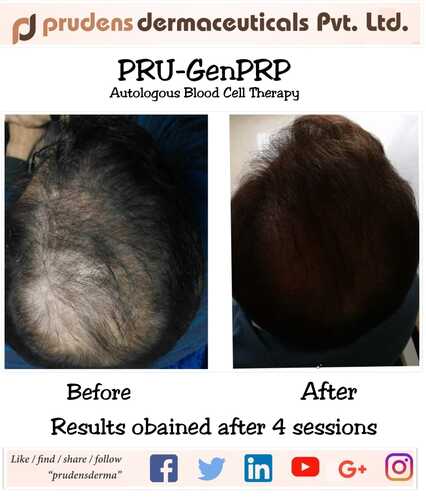 prudens dermaceuticals Pvt. Ltd.
PRU-GenPRP
Autologous Blood Cell Therapy
Before
After
Results obained after 4 sessions
Like / find / share / follow
"prudensderma"